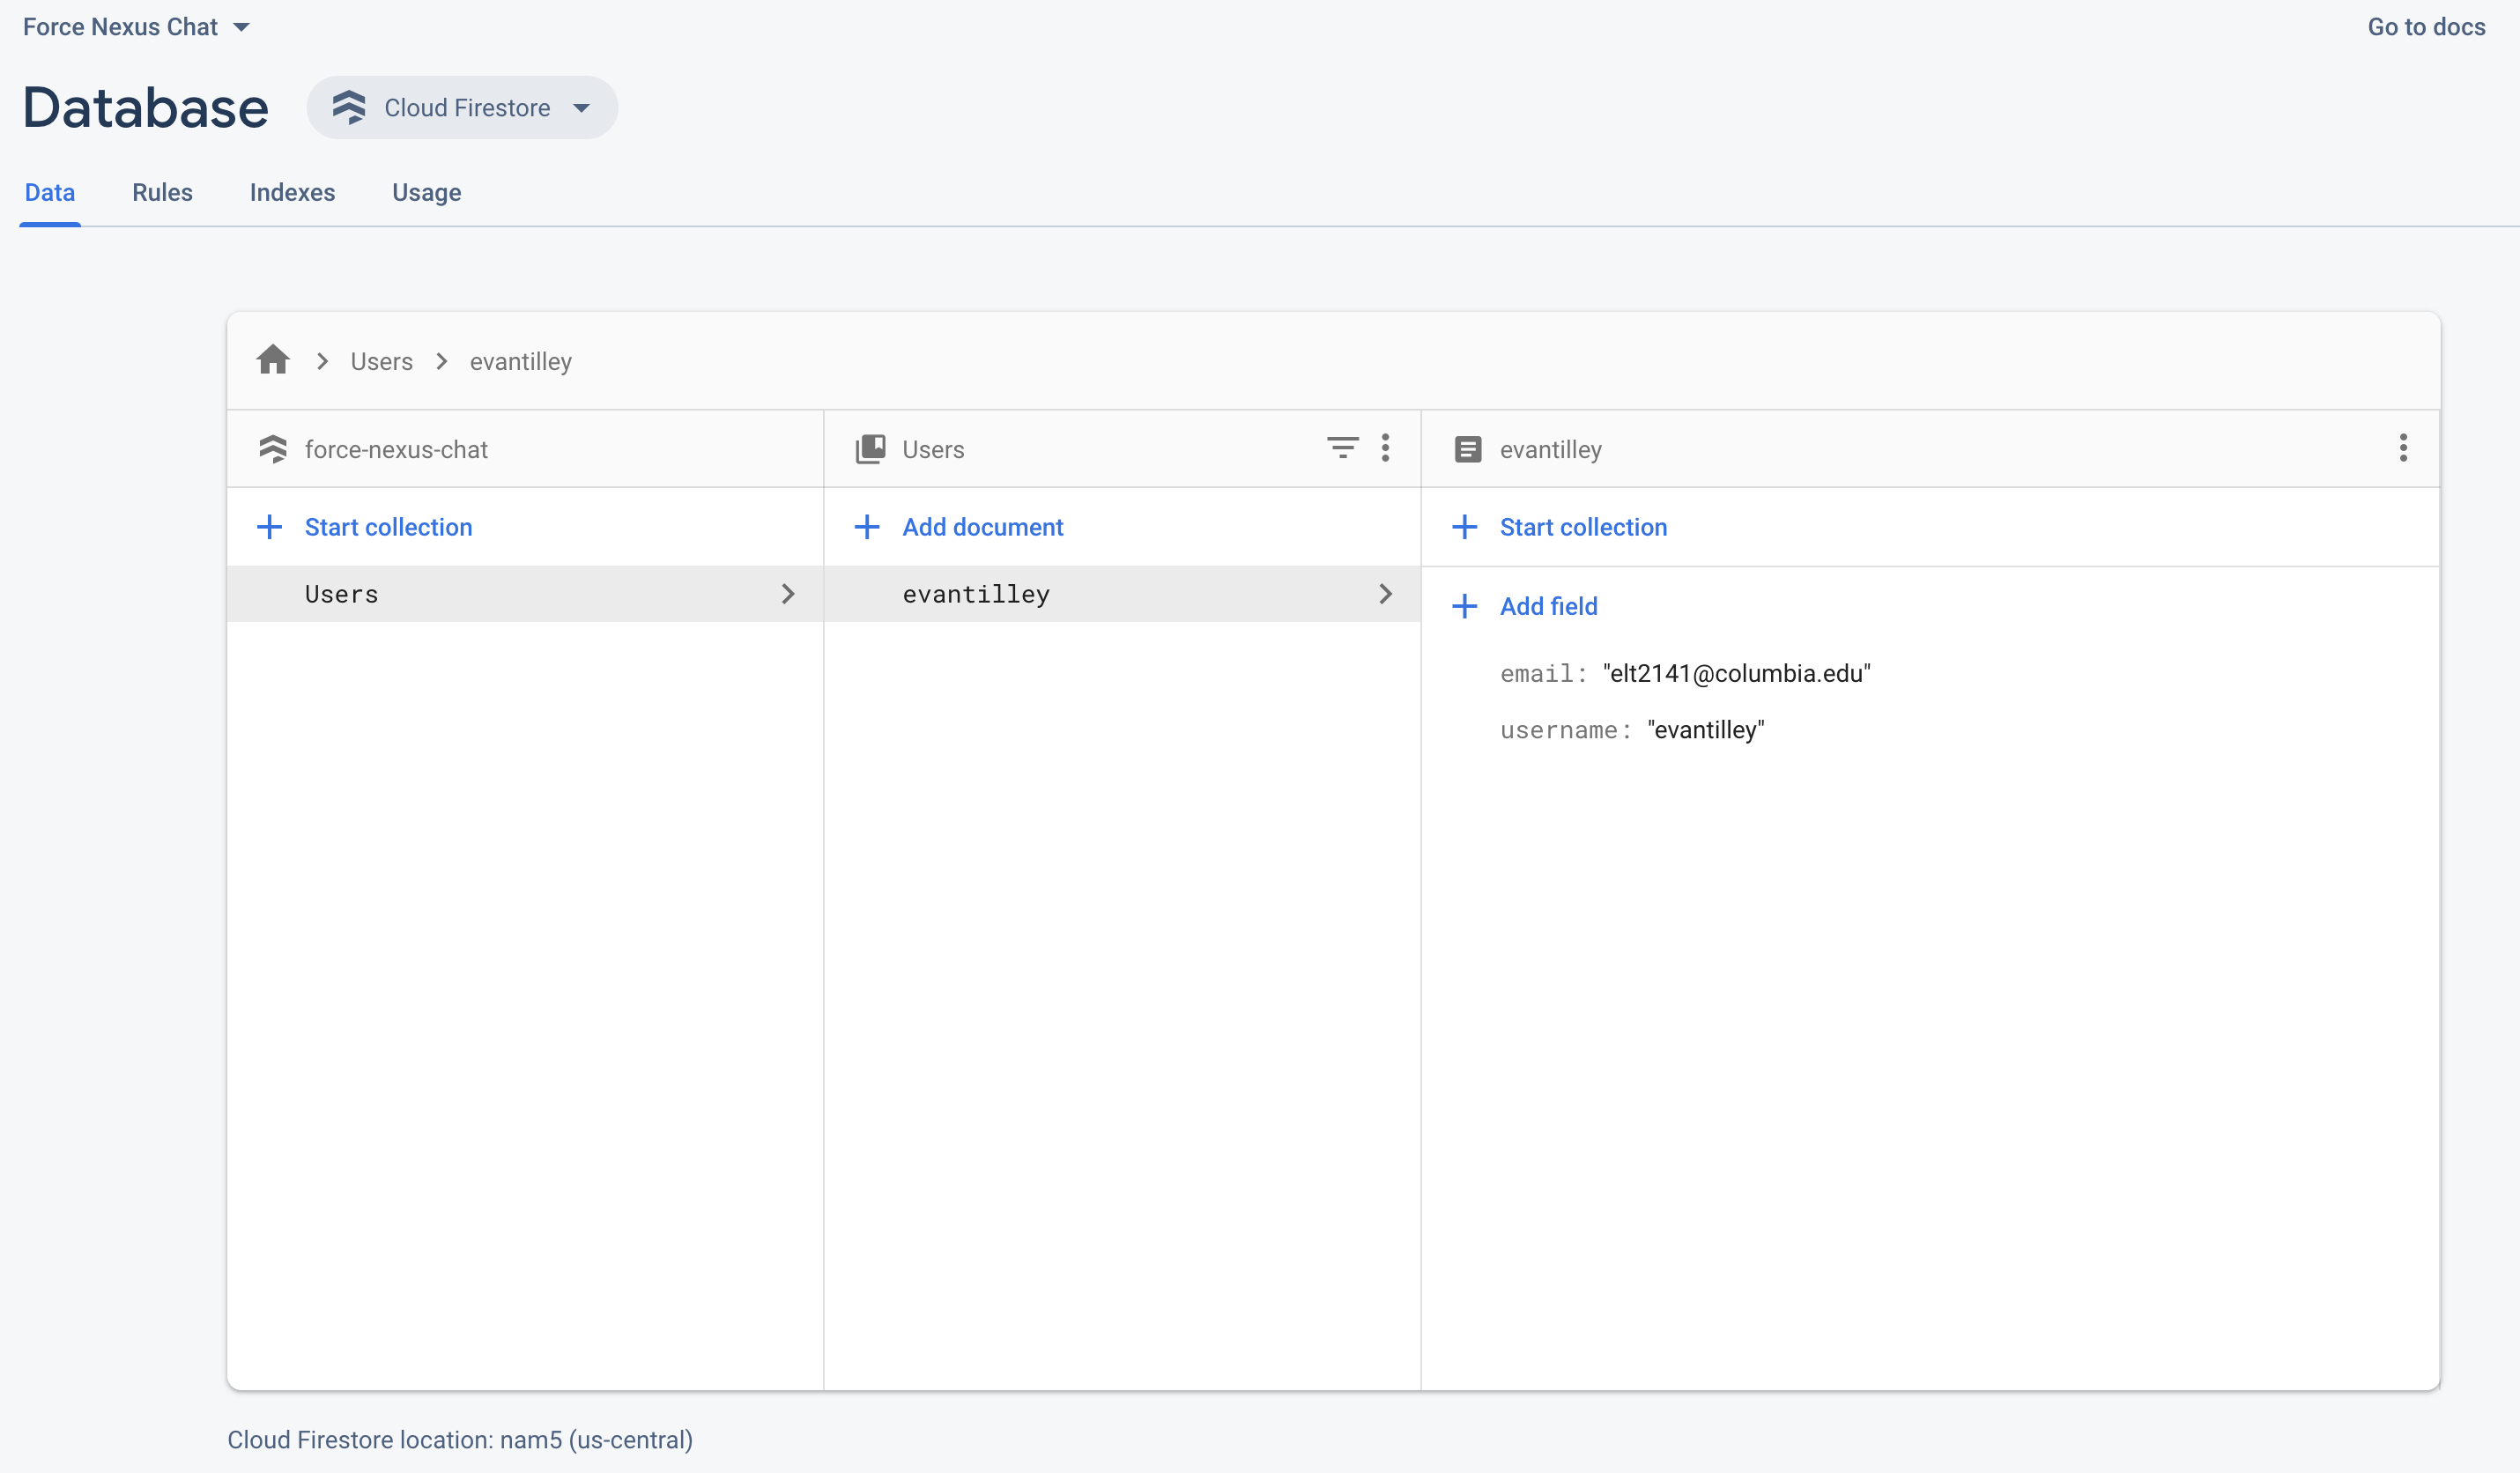 Force Nexus Chat
Go to docs
Database
Cloud Firestore
Data Rules Indexes Usage
Users evantilley
force-nexus-chat
Users
evantilley
Start collection
Add document
Start collection
Users
evantilley
Add field
email: "elt2141@columbia.edu"
username: "evantilley"
Cloud Firestore location: nam5 (us-central)